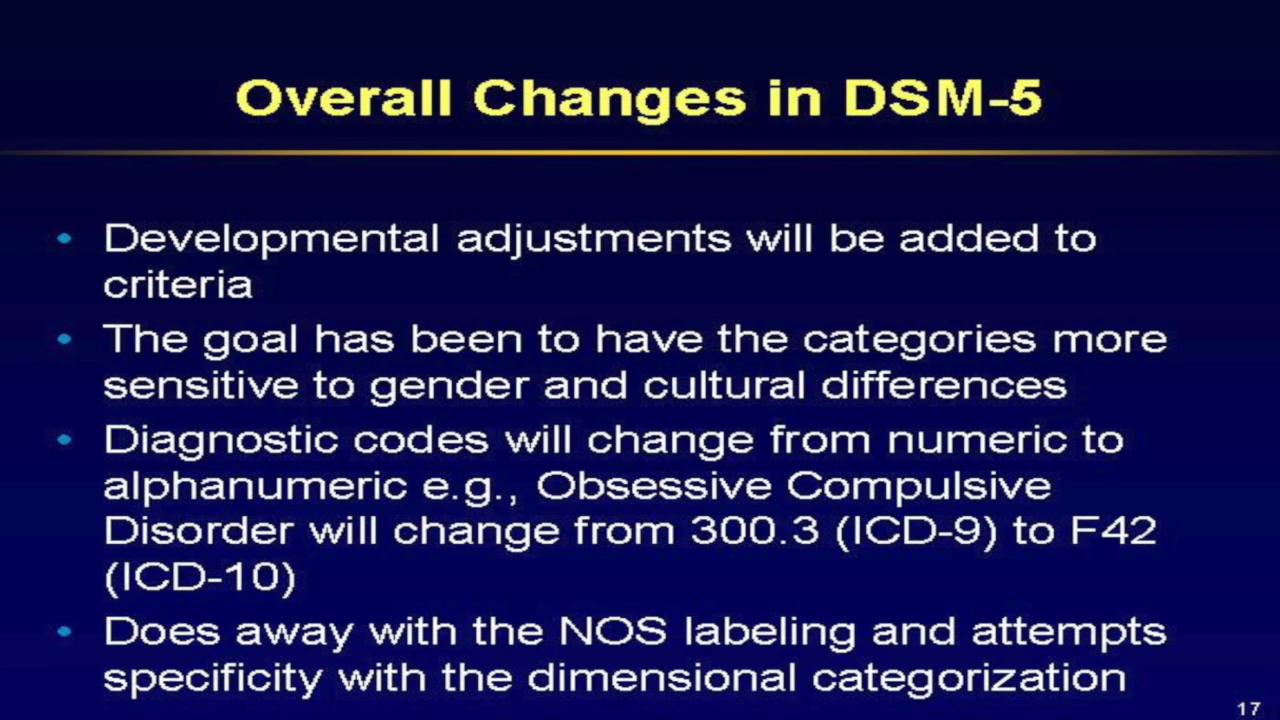 Overall Changes in DSM-5
• Developmental adjustments will be added to
criteria
• The goal has been to have the categories more
sensitive to gender and cultural differences
• Diagnostic codes will change from numeric to
alphanumeric e.g., Obsessive Compulsive
Disorder will change from 300.3 (ICD-9) to F42
(ICD-10)
• Does away with the NOS labeling and attempts
specificity with the dimensional categorization
17